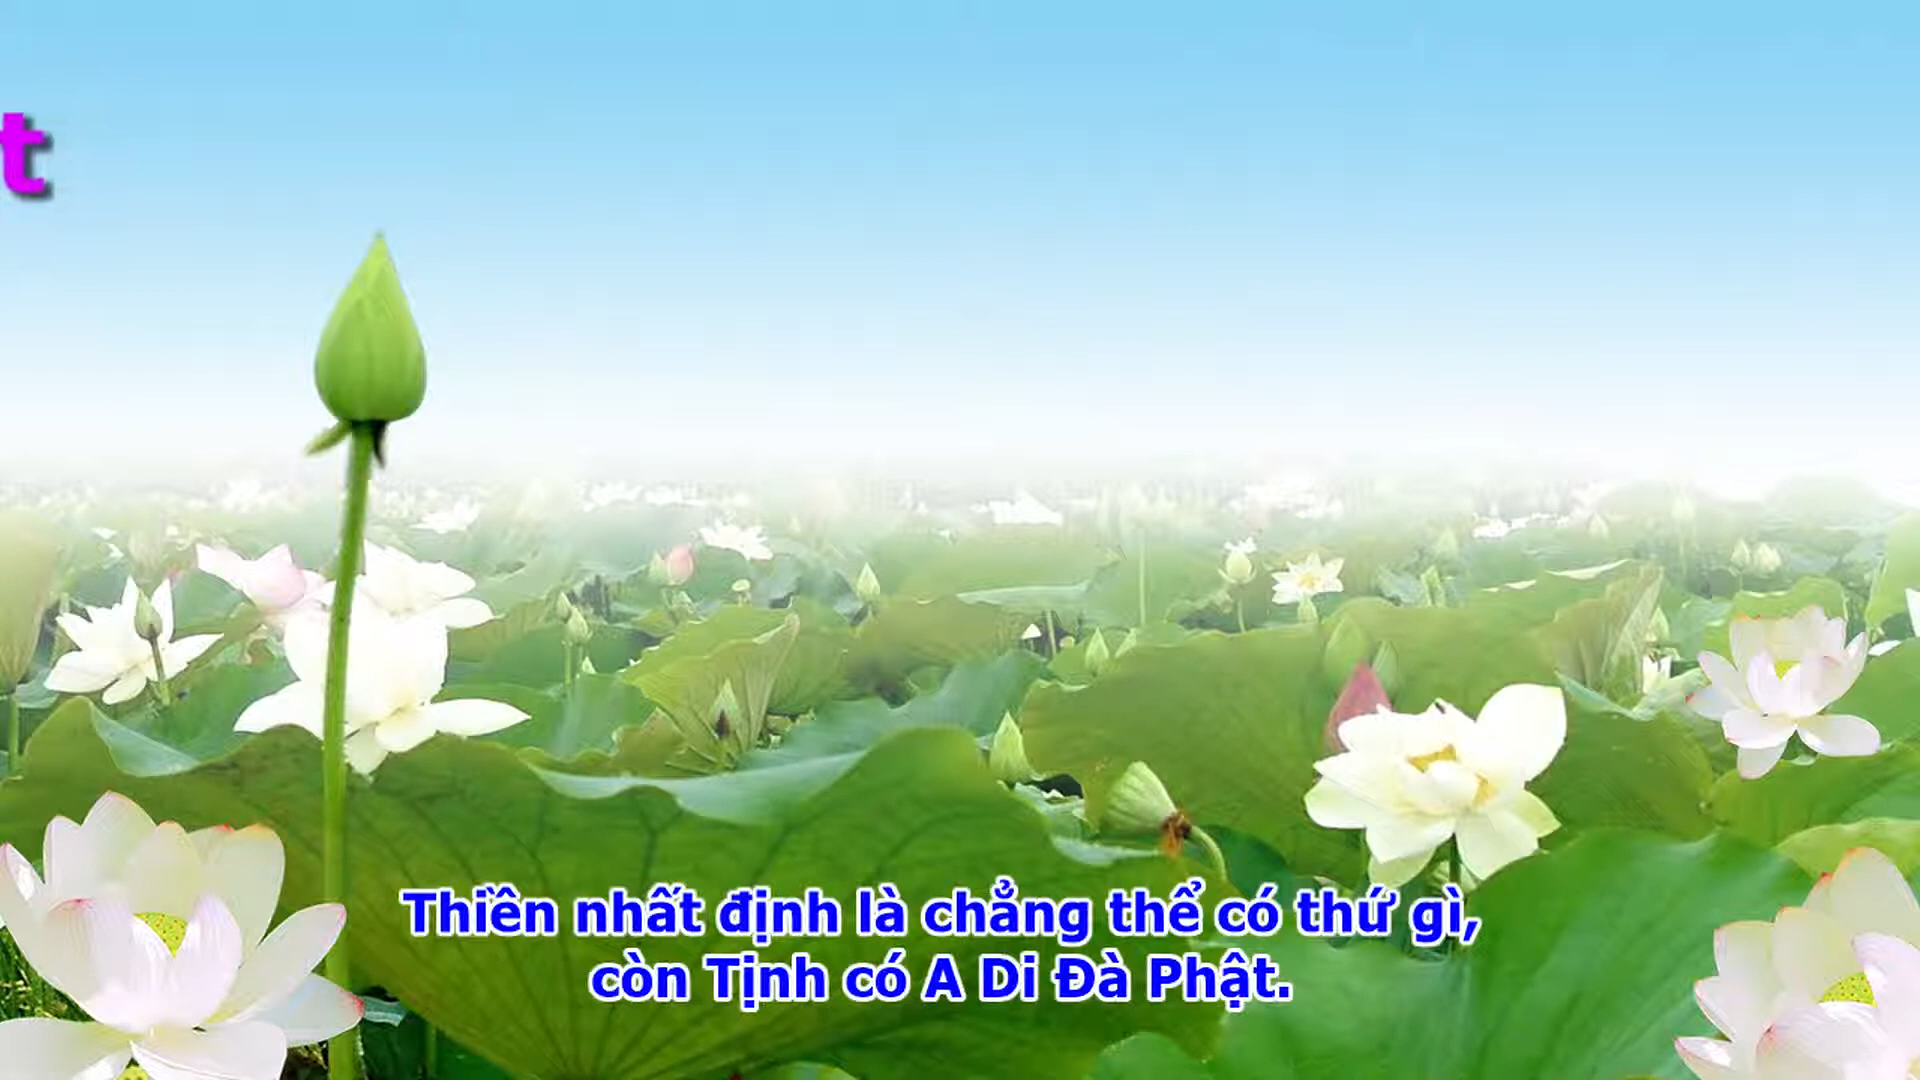 t
Thiền nhất định là chẳng thể có thứ gì,
còn Tịnh có A Di Đà Phật.